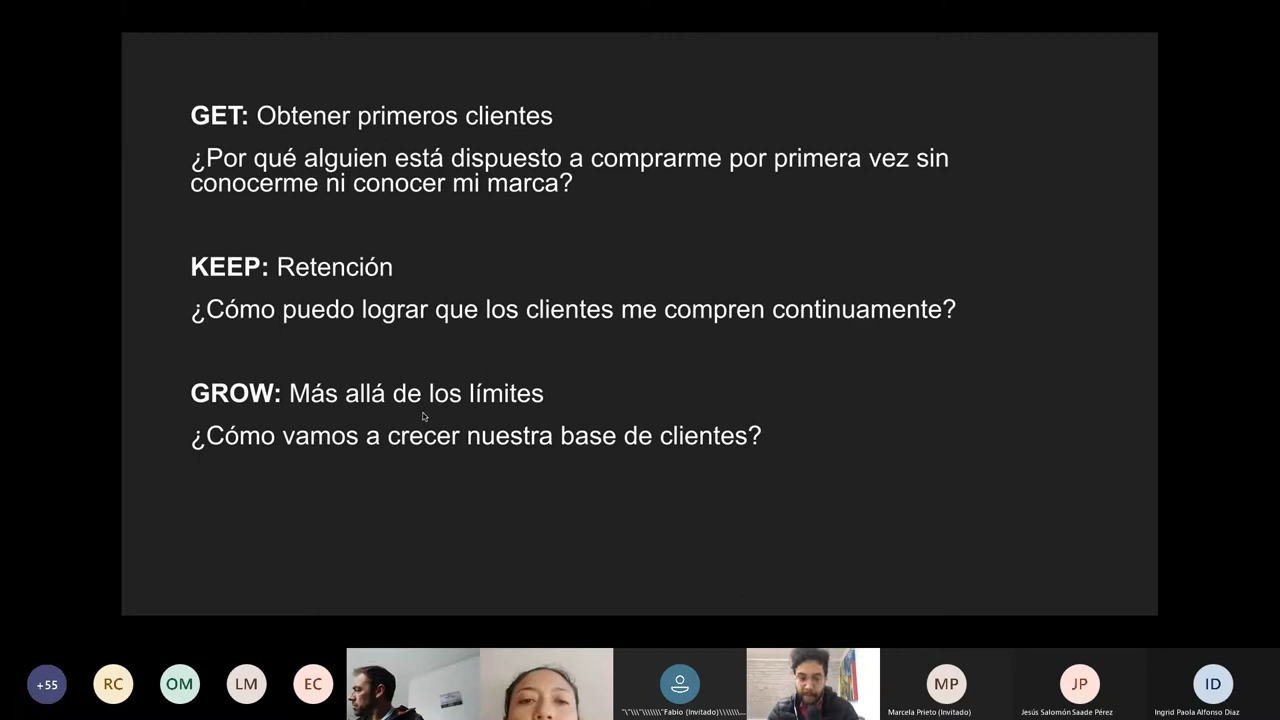 GET: Obtener primeros clientes
¿Por qué alguien está dispuesto a comprarme por primera vez sin
conocerme ni conocer mi marca?
KEEP: Retención
¿Cómo puedo lograr que los clientes me compren continuamente?
GROW: Más allá de los límites
¿Cómo vamos a crecer nuestra base de clientes?
+55
RC
OM
LM
EC
MP
JP
ID
"\"\\\"\\\\\\\"Fabio (Invitado)\\\\\\\...
Marcela Prieto (Invitado)
Jesús Salomón Saade Pérez
Ingrid Paola Alfonso Diaz